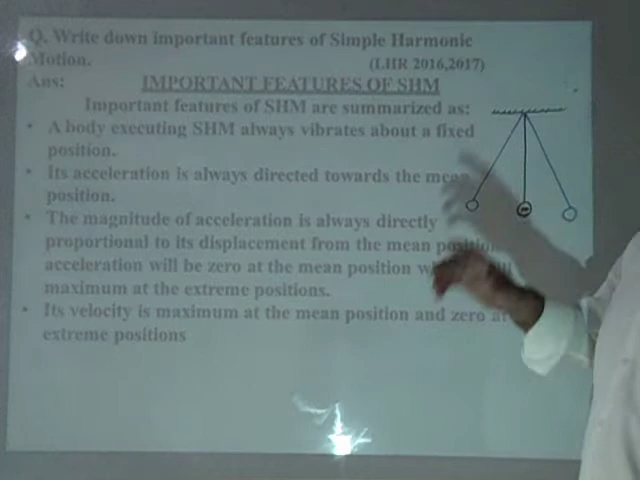 Q. Write down important features of Simple Harmonic
Motion. (LHR 2016,2017)
Ans: IMPORTANT FEATURES OF SHM
Important features of SHM are summarized as:
• A body executing SHM always vibrates about a fixed
position.
• Its acceleration is always directed towards the mean
position.
• The magnitude of acceleration is always directly
proportional to its displacement from the mean position
acceleration will be zero at the mean position
maximum at the extreme positions.
• Its velocity is maximum at the mean position and zero at
extreme positions